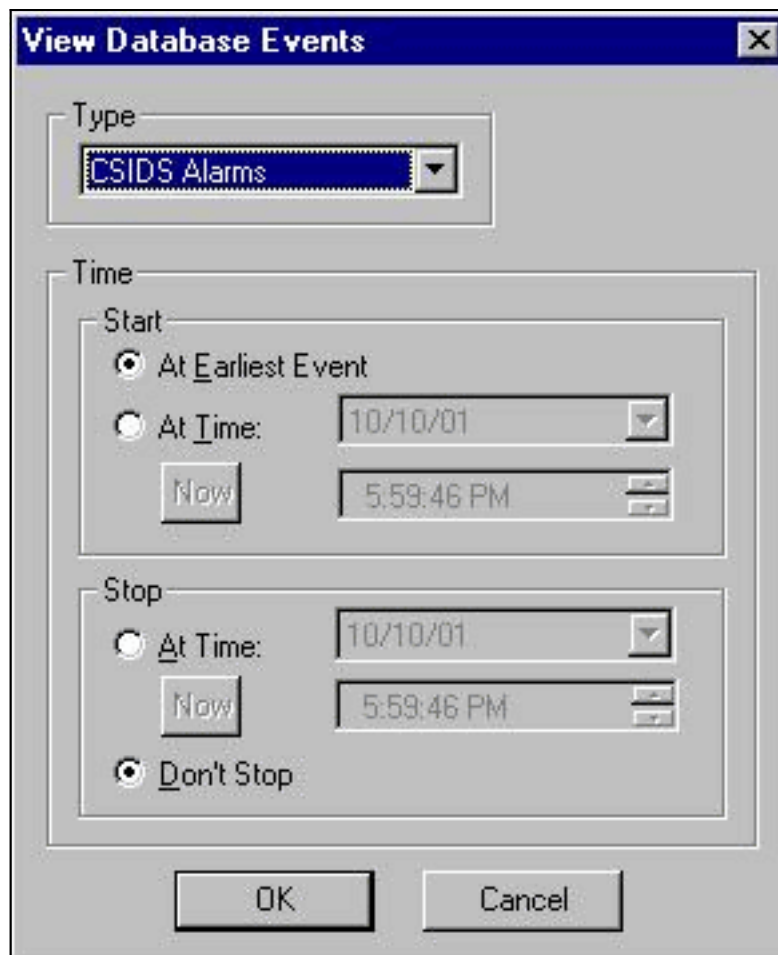 View Database Events
Type
CSIDS Alarms
Time
Start
At Earliest Event
At Time:
10/10/01
Now
5:59:46 PM
Stop
At Time:
10/10/01
Now
5:59:46 PM
Don't Stop
OK
Cancel